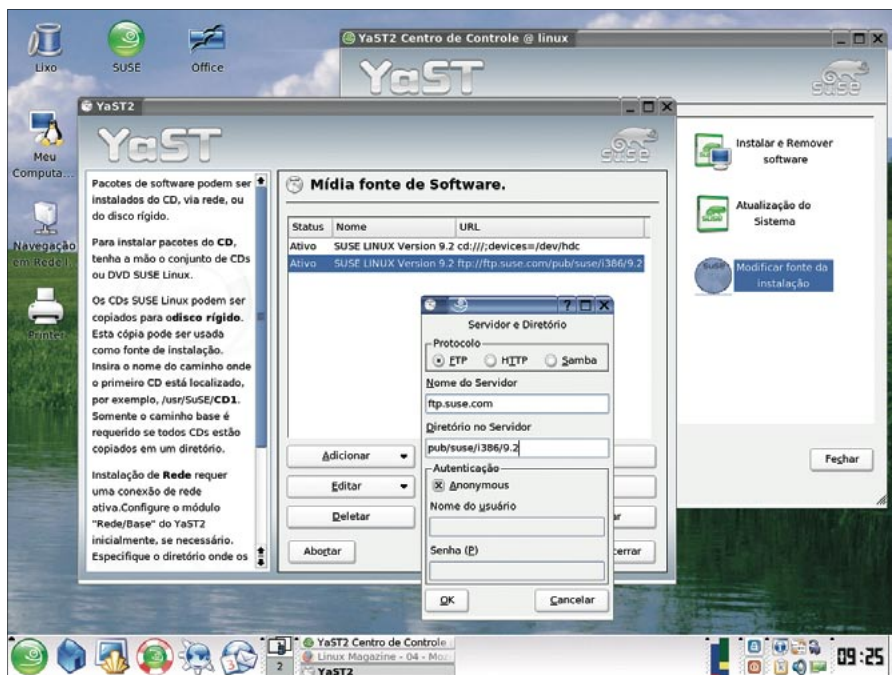 Lixo
SUSE
Office
Meu
Computa...
Navegação
em Rede I...
Printer
YaST2 Centro de Controle @ linux
YaST
SUSE
Instalar e Remover
software
Atualização do
Sistema
Modificar fonte da
instalação
Fechar
YaST2
YaST
SUSE
Pacotes de software podem ser
instalados do CD, via rede, ou
do disco rígido.
Para instalar pacotes do CD,
tenha a mão o conjunto de CDs
ou DVD SUSE Linux.
Os CDs SUSE Linux podem ser
copiados para odisco rígido.
Esta cópia pode ser usada
como fonte de instalação.
Insira o nome do caminho onde
o primeiro CD está localizado,
por exemplo, /usr/SuSE/CD1.
Somente o caminho base é
requerido se todos CDs estão
copiados em um diretório.
Instalação de Rede requer
uma conexão de rede
ativa.Configure o módulo
"Rede/Base" do YaST2
inicialmente, se necessário.
Especifique o diretório onde os
Mídia fonte de Software.
Status Nome URL
Ativo SUSE LINUX Version 9.2 cd:///;devices=/dev/hdc
Ativo SUSE LINUX Version 9.2 ftp://ftp.suse.com/pub/suse/i386/9.2
Adicionar
Editar
Deletar
Abortar
Servidor e Diretório
Protocolo
FTP HTTP Samba
Nome do Servidor
ftp.suse.com
Diretório no Servidor
pub/suse/i386/9.2
Autenticação
Anonymous
Nome do usuário
Senha (P)
OK Cancelar
YaST2 Centro de Controle
Linux Magazine - 04 - Moz
YaST2
2
09:25